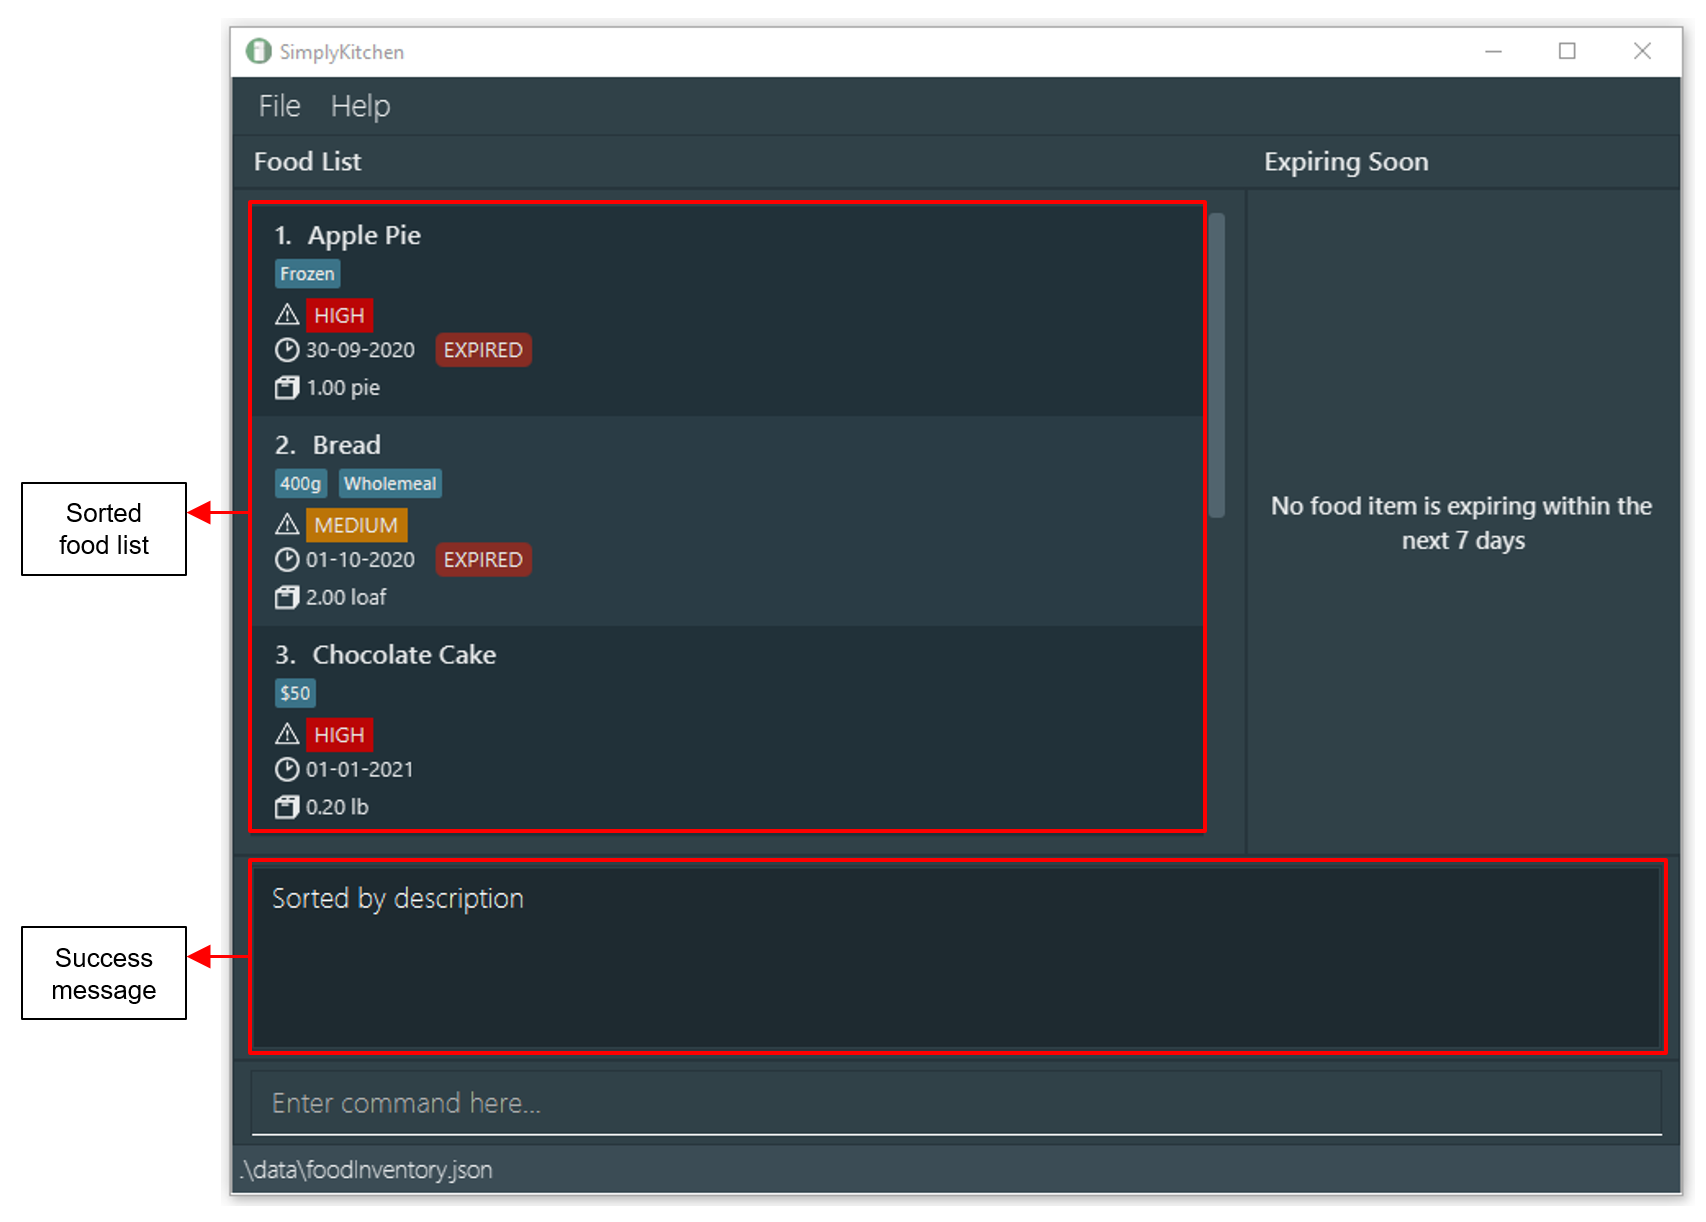 SimplyKitchen
File Help
Food List
Expiring Soon
1. Apple Pie
Frozen
HIGH
30-09-2020 EXPIRED
1.00 pie
2. Bread
400g Wholemeal
MEDIUM
01-10-2020 EXPIRED
2.00 loaf
3. Chocolate Cake
$50
HIGH
01-01-2021
0.20 lb
No food item is expiring within the
next 7 days
Sorted
food list
Sorted by description
Success
message
Enter command here...
.\data\foodInventory.json